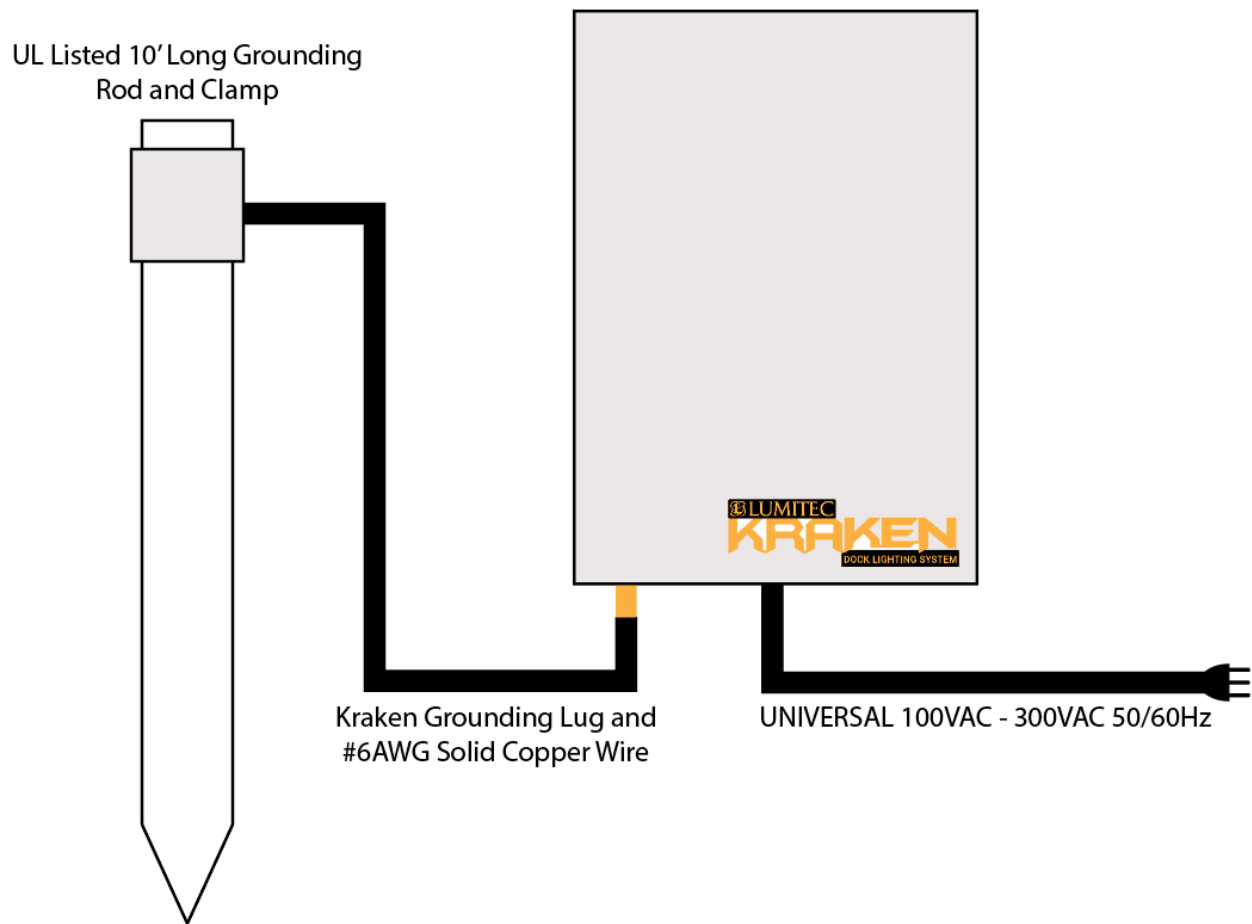 UL Listed 10’ Long Grounding
Rod and Clamp
LUMITEC
KRAKEN
DOCK LIGHTING SYSTEM
Kraken Grounding Lug and
#6AWG Solid Copper Wire
UNIVERSAL 100VAC - 300VAC 50/60Hz